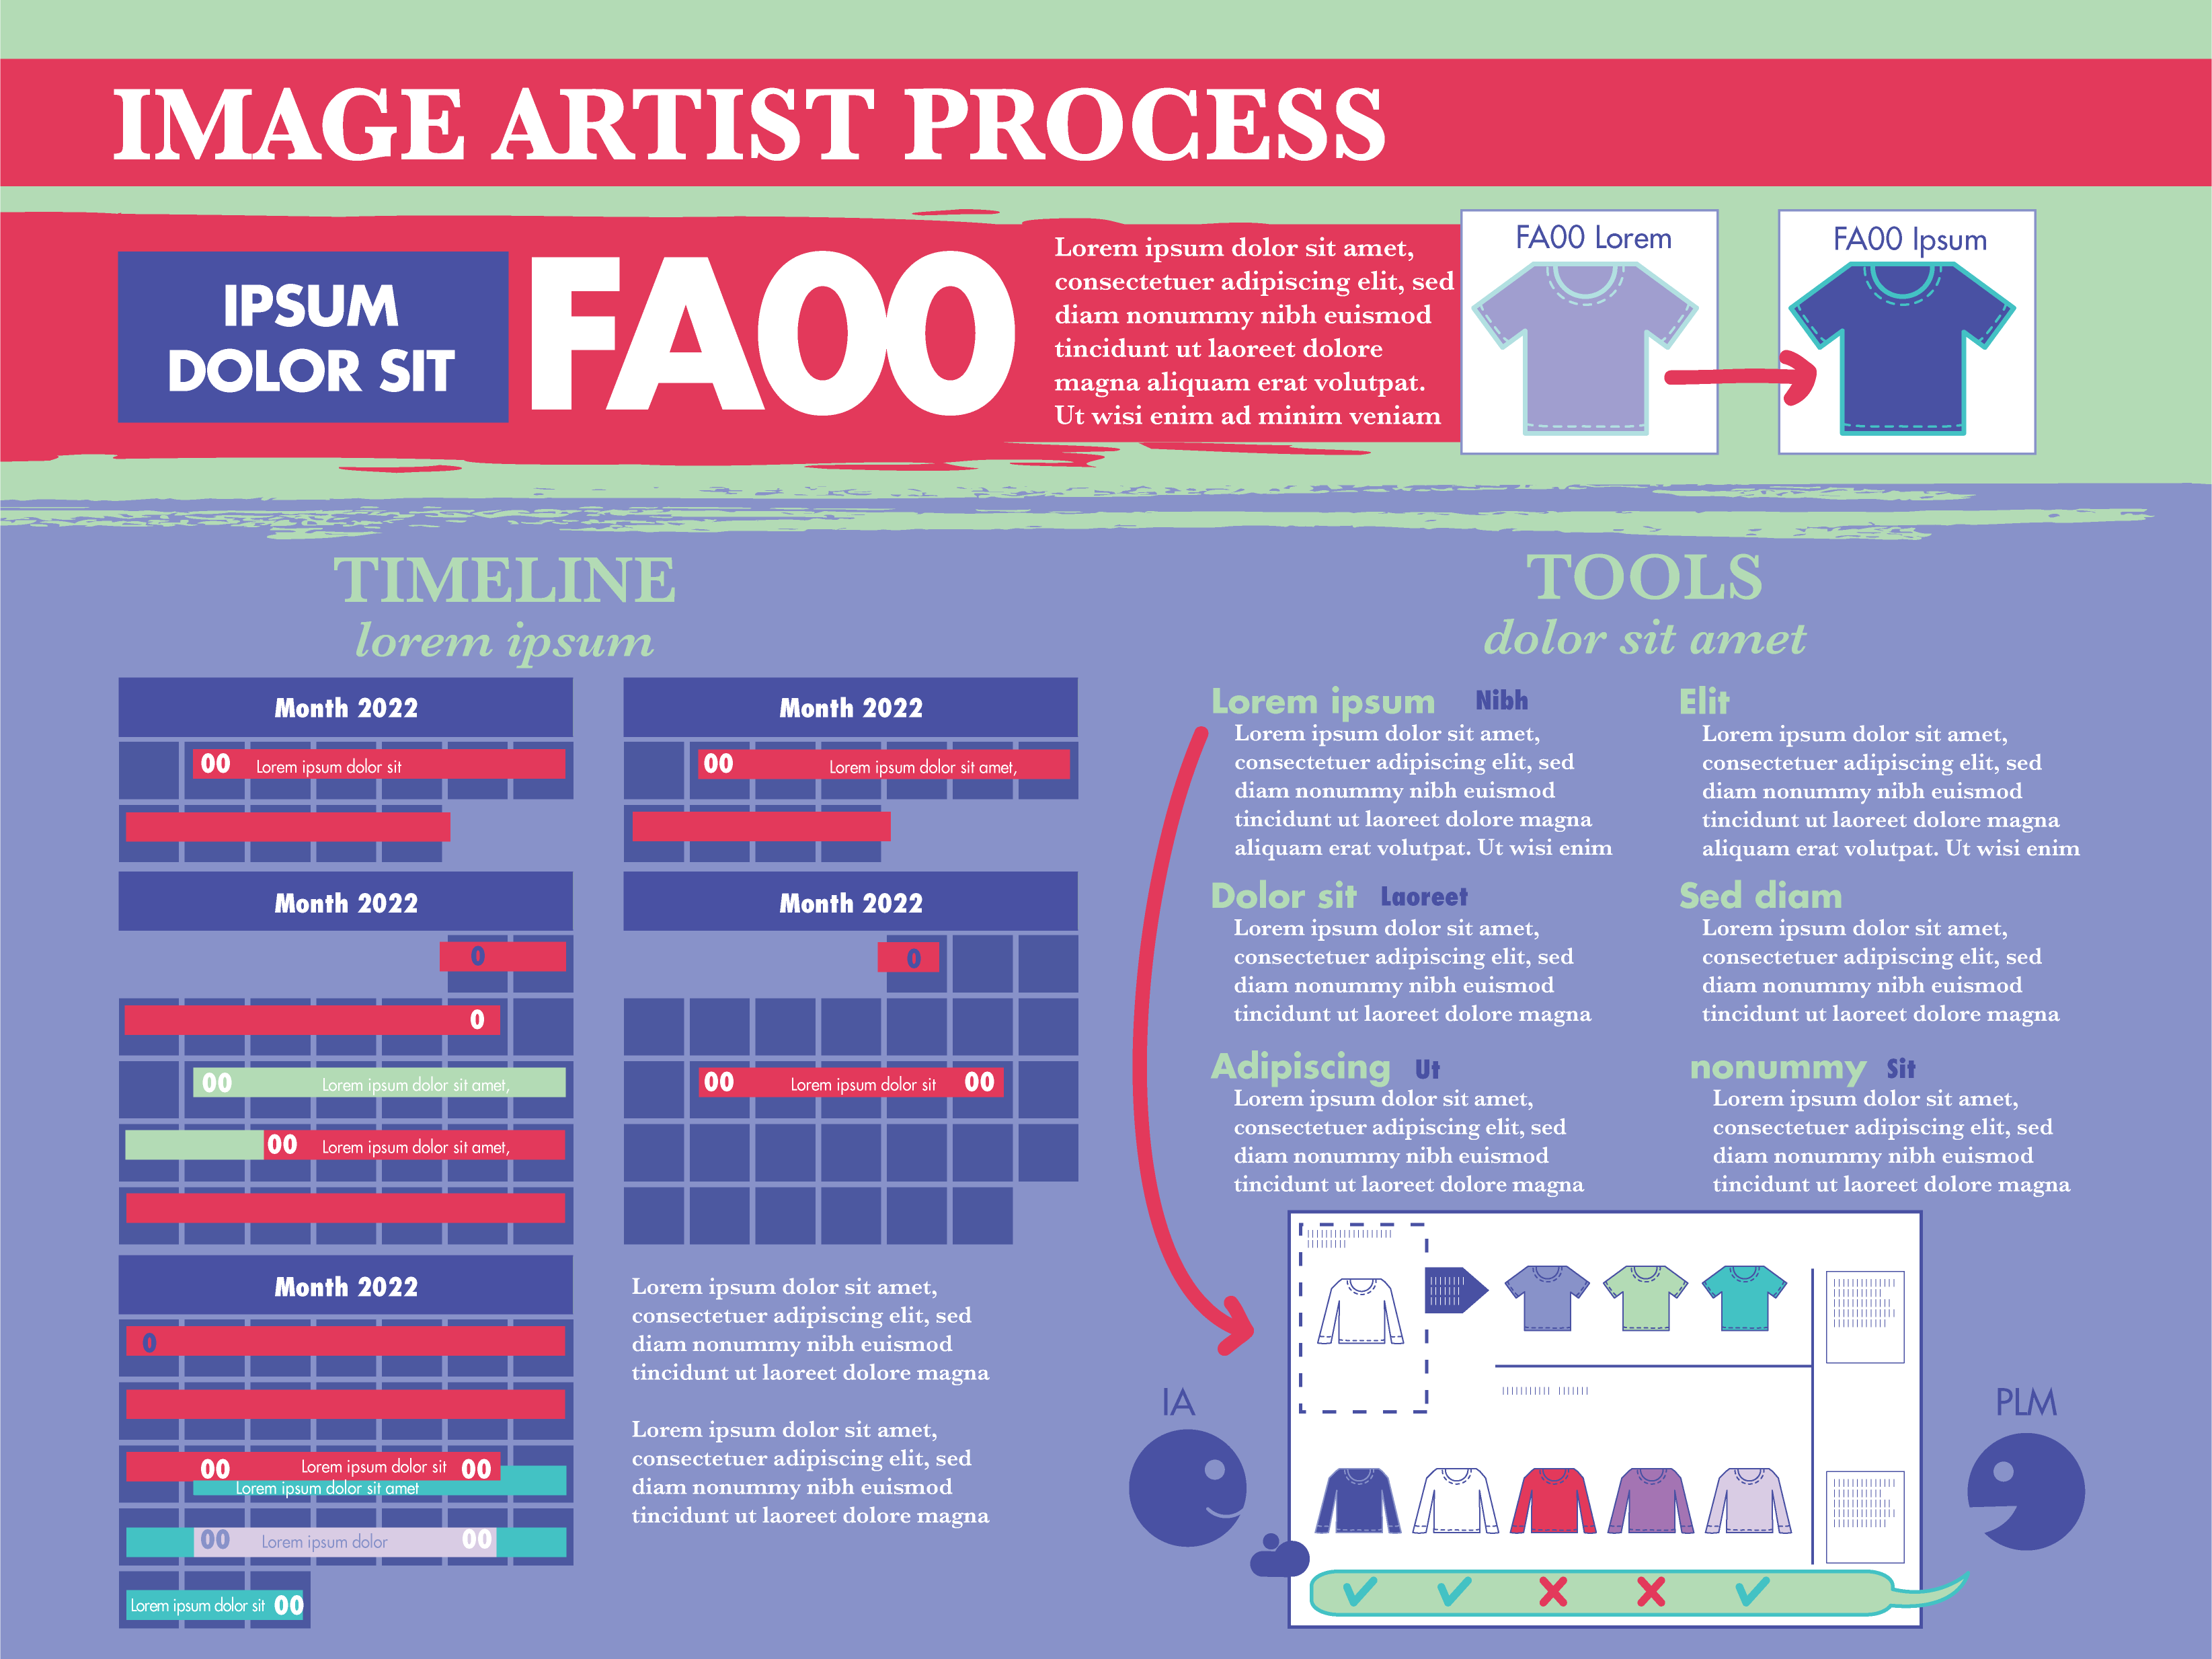 IMAGE ARTIST PROCESS
IPSUM
DOLOR SIT
FA00
Lorem ipsum dolor sit amet,
consectetuer adipiscing elit, sed
diam nonummy nibh euismod
tincidunt ut laoreet dolore
magna aliquam erat volutpat.
Ut wisi enim ad minim veniam
FA00 Lorem
FA00 Ipsum
TIMELINE
lorem ipsum
Month 2022
00 Lorem ipsum dolor sit
Month 2022
00 Lorem ipsum dolor sit amet,
Month 2022
0
0
00 Lorem ipsum dolor sit amet,
00 Lorem ipsum dolor sit amet,
Month 2022
0
00 Lorem ipsum dolor sit 00
Month 2022
0
00 Lorem ipsum dolor sit 00
Lorem ipsum dolor sit amet
00 Lorem ipsum dolor 00
Lorem ipsum dolor sit 00
Lorem ipsum dolor sit amet,
consectetuer adipiscing elit, sed
diam nonummy nibh euismod
tincidunt ut laoreet dolore magna
Lorem ipsum dolor sit amet,
consectetuer adipiscing elit, sed
diam nonummy nibh euismod
tincidunt ut laoreet dolore magna
TOOLS
dolor sit amet
Lorem ipsum Nibh
Lorem ipsum dolor sit amet,
consectetuer adipiscing elit, sed
diam nonummy nibh euismod
tincidunt ut laoreet dolore magna
aliquam erat volutpat. Ut wisi enim
Elit
Lorem ipsum dolor sit amet,
consectetuer adipiscing elit, sed
diam nonummy nibh euismod
tincidunt ut laoreet dolore magna
aliquam erat volutpat. Ut wisi enim
Dolor sit Laoreet
Lorem ipsum dolor sit amet,
consectetuer adipiscing elit, sed
diam nonummy nibh euismod
tincidunt ut laoreet dolore magna
Sed diam
Lorem ipsum dolor sit amet,
consectetuer adipiscing elit, sed
diam nonummy nibh euismod
tincidunt ut laoreet dolore magna
Adipiscing Ut
Lorem ipsum dolor sit amet,
consectetuer adipiscing elit, sed
diam nonummy nibh euismod
tincidunt ut laoreet dolore magna
nonummy Sit
Lorem ipsum dolor sit amet,
consectetuer adipiscing elit, sed
diam nonummy nibh euismod
tincidunt ut laoreet dolore magna
IA
PLM